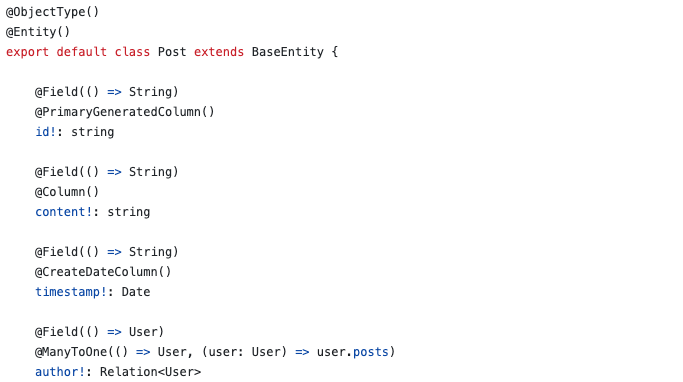 @ObjectType()
@Entity()
export default class Post extends BaseEntity {
@Field(() => String)
@PrimaryGeneratedColumn()
id!: string
@Field(() => String)
@Column()
content!: string
@Field(() => String)
@CreateDateColumn()
timestamp!: Date
@Field(() => User)
@ManyToOne(() => User, (user: User) => user.posts)
author!: Relation<User>